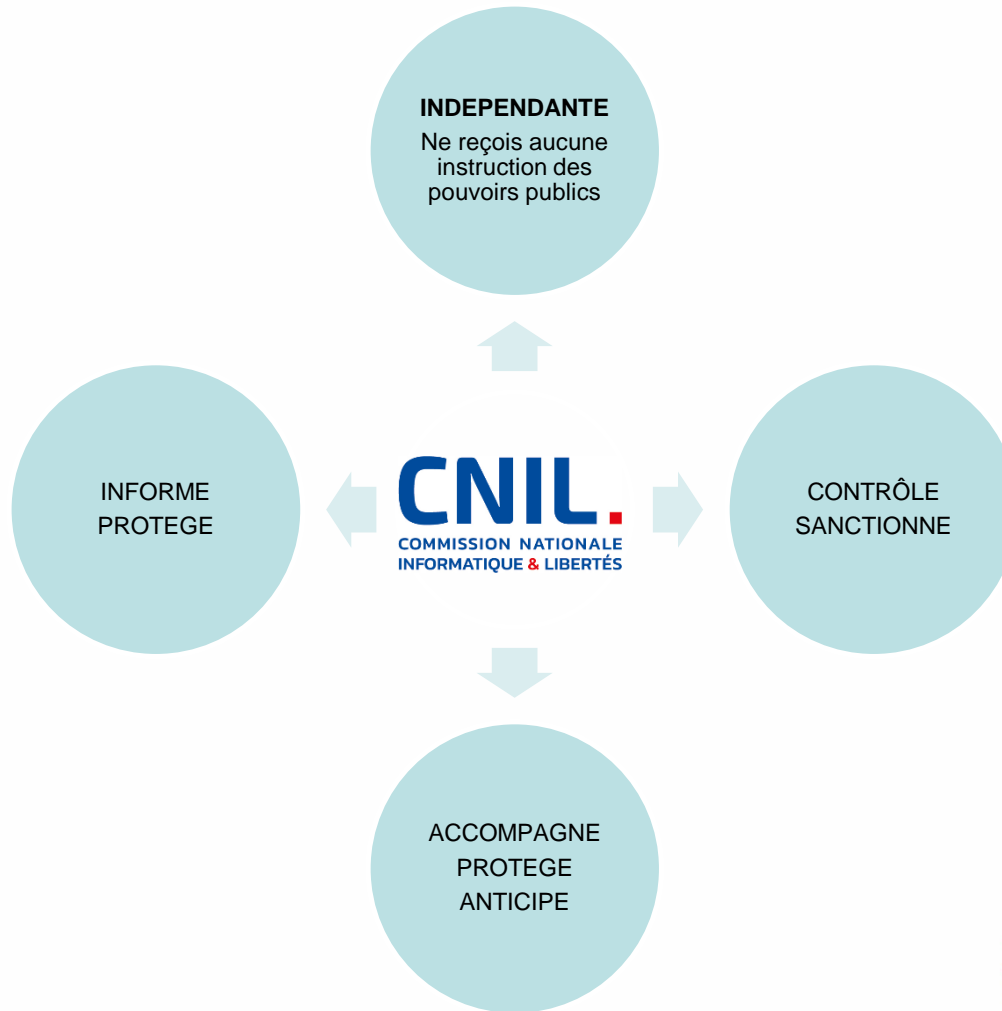 INDEPENDANTE
Ne reçois aucune
instruction des
pouvoirs publics
INFORME
PROTEGE
CNIL.
COMMISSION NATIONALE
INFORMATIQUE & LIBERTÉS
CONTRÔLE
SANCTIONNE
ACCOMPAGNE
PROTEGE
ANTICIPE